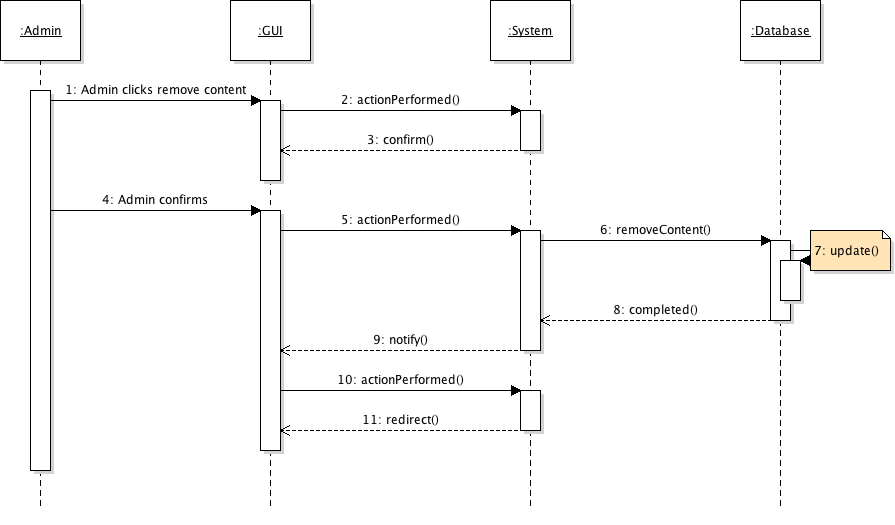 :Admin
:GUI
:System
:Database
1: Admin clicks remove content
2: actionPerformed()
3: confirm()
4: Admin confirms
5: actionPerformed()
6: removeContent()
7: update()
8: completed()
9: notify()
10: actionPerformed()
11: redirect()